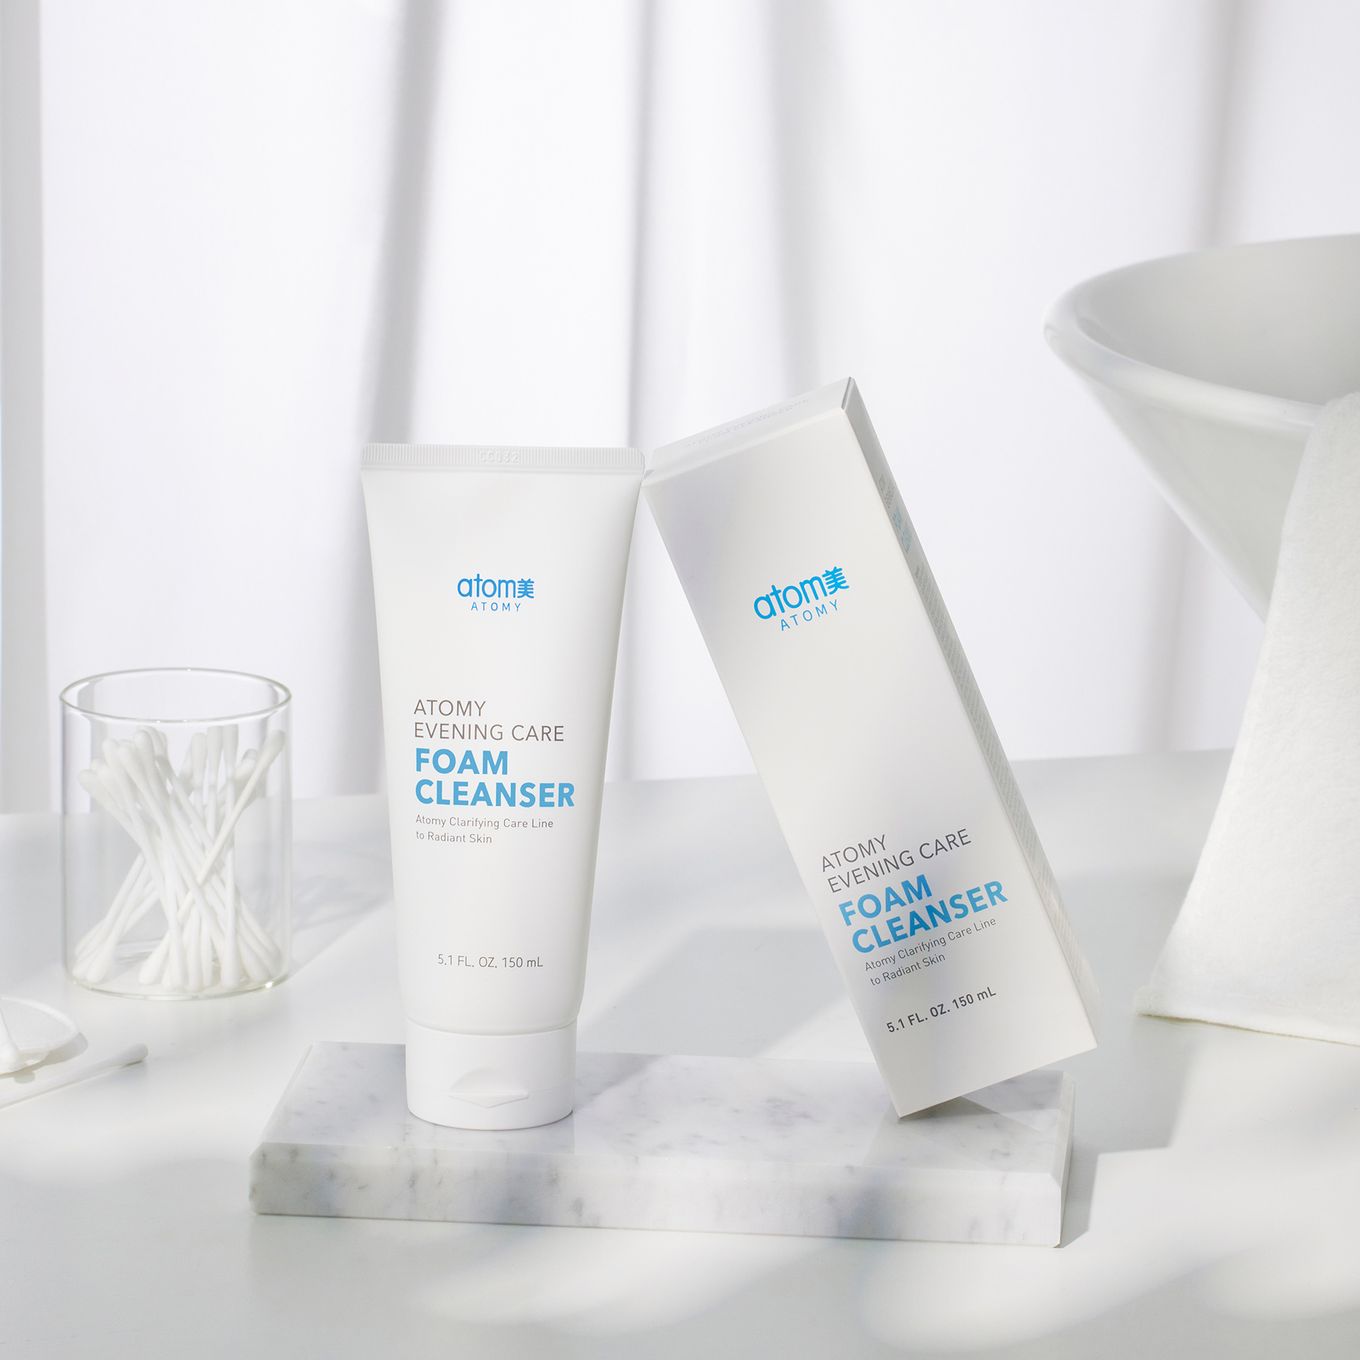 CC032
atom美
ATOMY
ATOMY
EVENING CARE
FOAM
CLEANSER
Atomy Clarifying Care Line
to Radiant Skin
5.1 FL. OZ. 150 mL
atom美
ATOMY
ATOMY
EVENING CARE
FOAM
CLEANSER
Atomy Clarifying Care Line
to Radiant Skin
5.1 FL. OZ. 150 mL